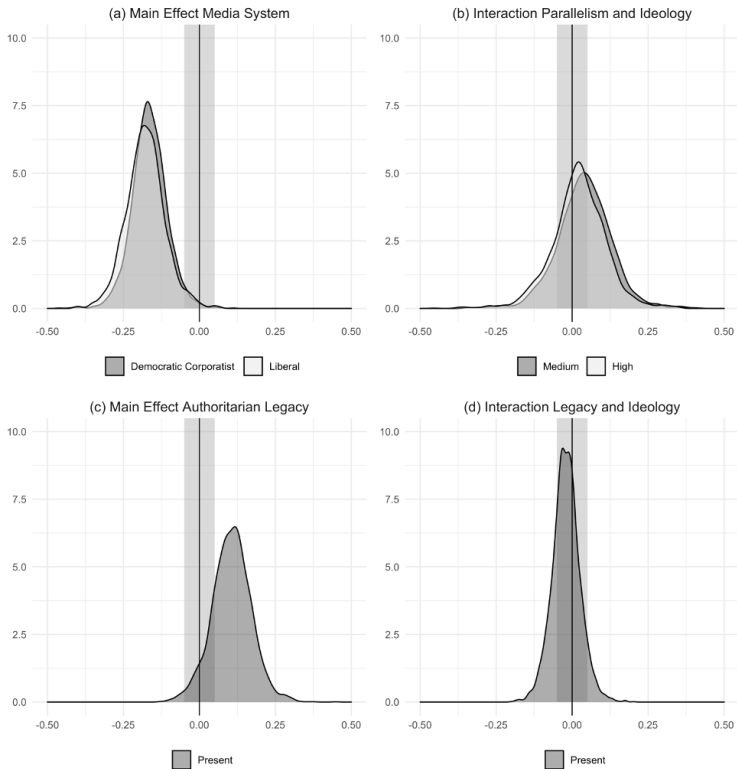 (a) Main Effect Media System
10.0
7.5
5.0
2.5
0.0
-0.50 -0.25 0.00 0.25 0.50
Democratic Corporatist Liberal
(b) Interaction Parallelism and Ideology
10.0
7.5
5.0
2.5
0.0
-0.50 -0.25 0.00 0.25 0.50
Medium High
(c) Main Effect Authoritarian Legacy
10.0
7.5
5.0
2.5
0.0
-0.50 -0.25 0.00 0.25 0.50
Present
(d) Interaction Legacy and Ideology
10.0
7.5
5.0
2.5
0.0
-0.50 -0.25 0.00 0.25 0.50
Present